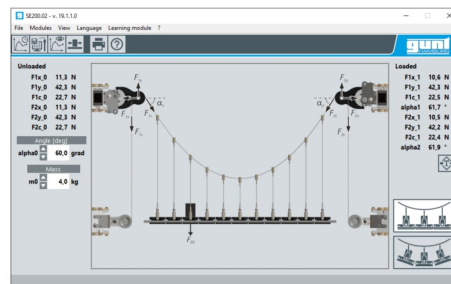 SE200.02 - v. 19.1.1.0
File Modules View Language Learning module ?
gunt
Unloaded
F1x_0 11,3 N
F1y_0 42,3 N
F1c_0 22,7 N
F2x_0 11,3 N
F2y_0 42,3 N
F2c_0 22,7 N
Angle (deg)
alpha0 60,0 grad
Mass
m0 4,0 kg
Loaded
F1x_1 10,6 N
F1y_1 42,3 N
F1c_1 22,5 N
alpha1 61,7 °
F2x_1 10,5 N
F2y_1 42,2 N
F2c_1 22,4 N
alpha2 61,9 °